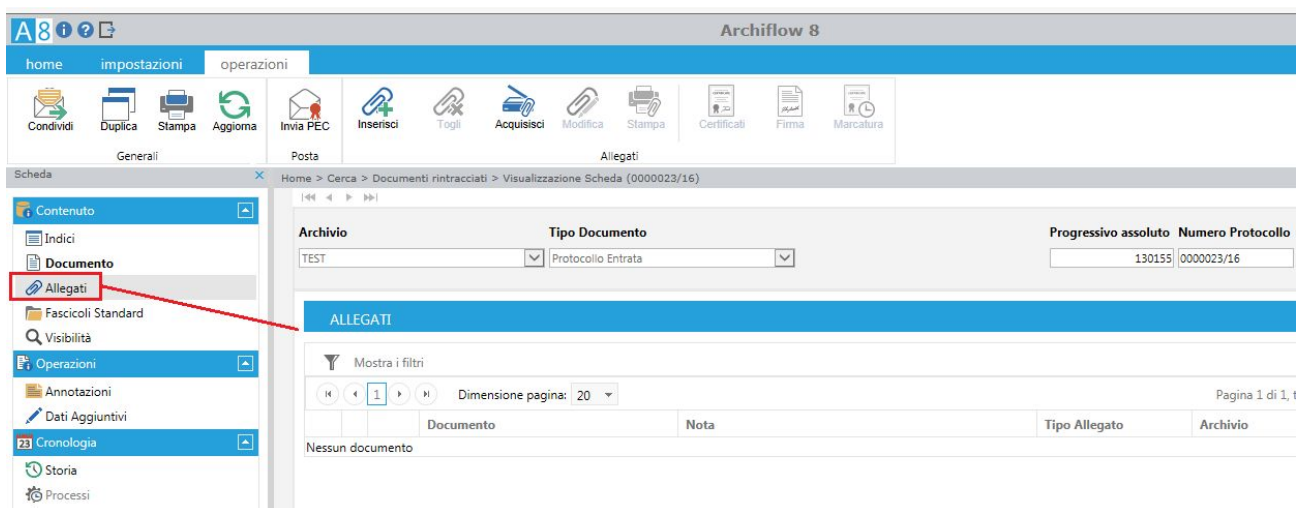 A8
Archiflow 8
home impostazioni operazioni
Condividi Duplica Stampa Aggiorna Invia PEC Inserisci Togli Acquisisci Modifica Stampa Certificati Firma Marcatura
Generali Posta Allegati
Scheda
Home > Cerca > Documenti rintracciati > Visualizzazione Scheda (0000023/16)
Contenuto
Indici
Documento
Allegati
Fascicoli Standard
Visibilità
Operazioni
Annotazioni
Dati Aggiuntivi
23 Cronologia
Storia
Processi
Archivio Tipo Documento Progressivo assoluto Numero Protocollo
TEST Protocollo Entrata 130155 0000023/16
ALLEGATI
Mostra i filtri
1 Dimensione pagina: 20 Pagina 1 di 1, t
Documento Nota Tipo Allegato Archivio
Nessun documento